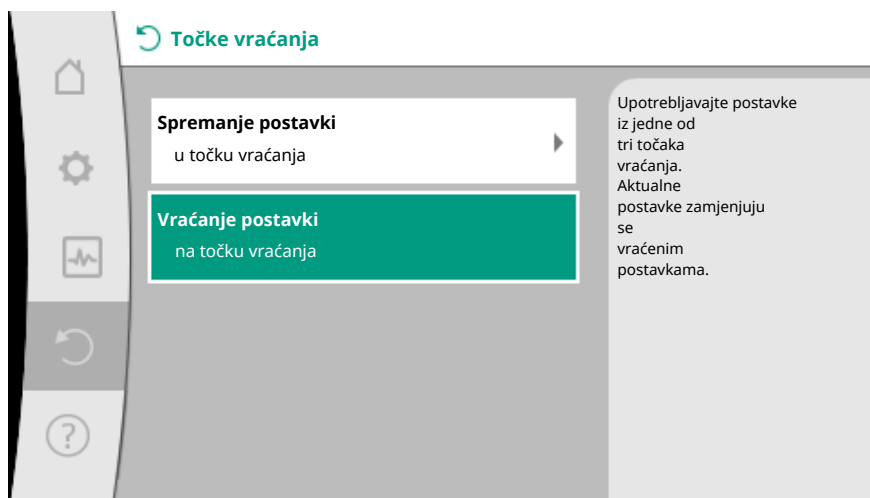 Točke vraćanja
Spremanje postavki
u točku vraćanja
Vraćanje postavki
na točku vraćanja
Upotrebljavajte postavke
iz jedne od
tri točaka
vraćanja.
Aktualne
postavke zamjenjuju
se
vraćenim
postavkama.
?